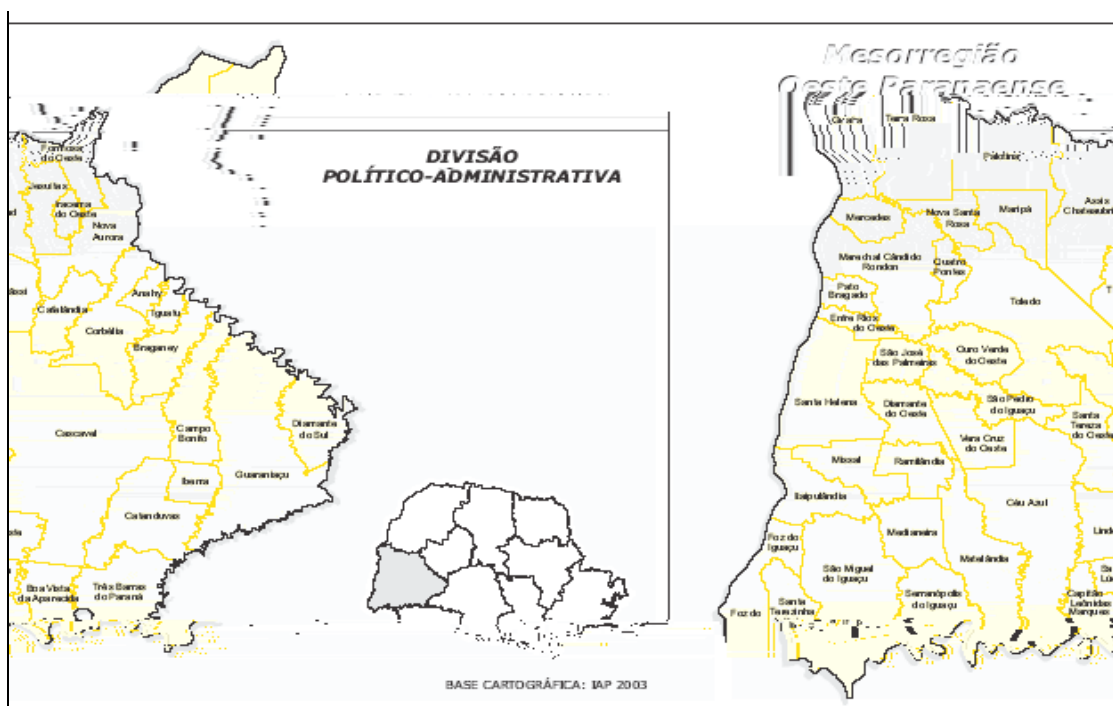 Mesorregião
Oeste Paranaense
DIVISÃO
POLÍTICO-ADMINISTRATIVA
Formosa
do Oeste
Jesuítas
Iracema
do Oeste
Nova
Aurora
Cafelândia
Anahy
Iguatu
Corbélia
Braganey
Cascavel
Campo
Bonito
Diamante
do Sul
Ibema
Guaraniaçu
Catanduvas
Boa Vista
da Aparecida
Três Barras
do Paraná
Guaíra
Terra Roxa
Palotina
Assis
Chateaubri
Mercedes
Nova Santa
Rosa
Maripá
Marechal Cândido
Rondon
Quatro
Pontes
Pato
Bragado
Toledo
Entre Rios
do Oeste
São José
das Palmeiras
Ouro Verde
do Oeste
Santa Helena
Diamante
do Oeste
São Pedro
do Iguaçu
Santa
Tereza
do Oeste
Vera Cruz
do Oeste
Missal
Ramilândia
Itaipulândia
Céu Azul
Foz do
Iguaçu
Medianeira
Matelândia
Linde
São Miguel
do Iguaçu
Serranópolis
do Iguaçu
Capitão
Leônidas
Marques
Foz do
Santa
Terezinha
BASE CARTOGRÁFICA: IAP 2003